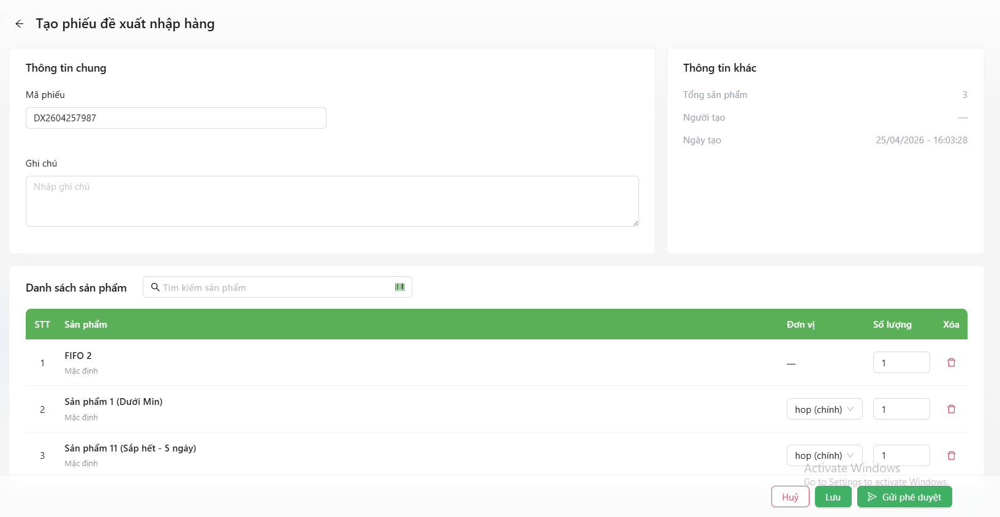 Tạo phiếu đề xuất nhập hàng
Thông tin chung
Mã phiếu
DX2604257987
Ghi chú
Nhập ghi chú
Thông tin khác
Tổng sản phẩm 3
Người tạo —
Ngày tạo 25/04/2026 - 16:03:28
Danh sách sản phẩm Tìm kiếm sản phẩm
STT Sản phẩm Đơn vị Số lượng Xóa
1 FIFO 2 — 1
Mặc định
2 Sản phẩm 1 (Dưới Min) hop (chính) 1
Mặc định
3 Sản phẩm 11 (Sắp hết - 5 ngày) hop (chính) 1
Mặc định
Activate Windows
Go to Settings to activate Windows.
Huỷ Lưu Gửi phê duyệt